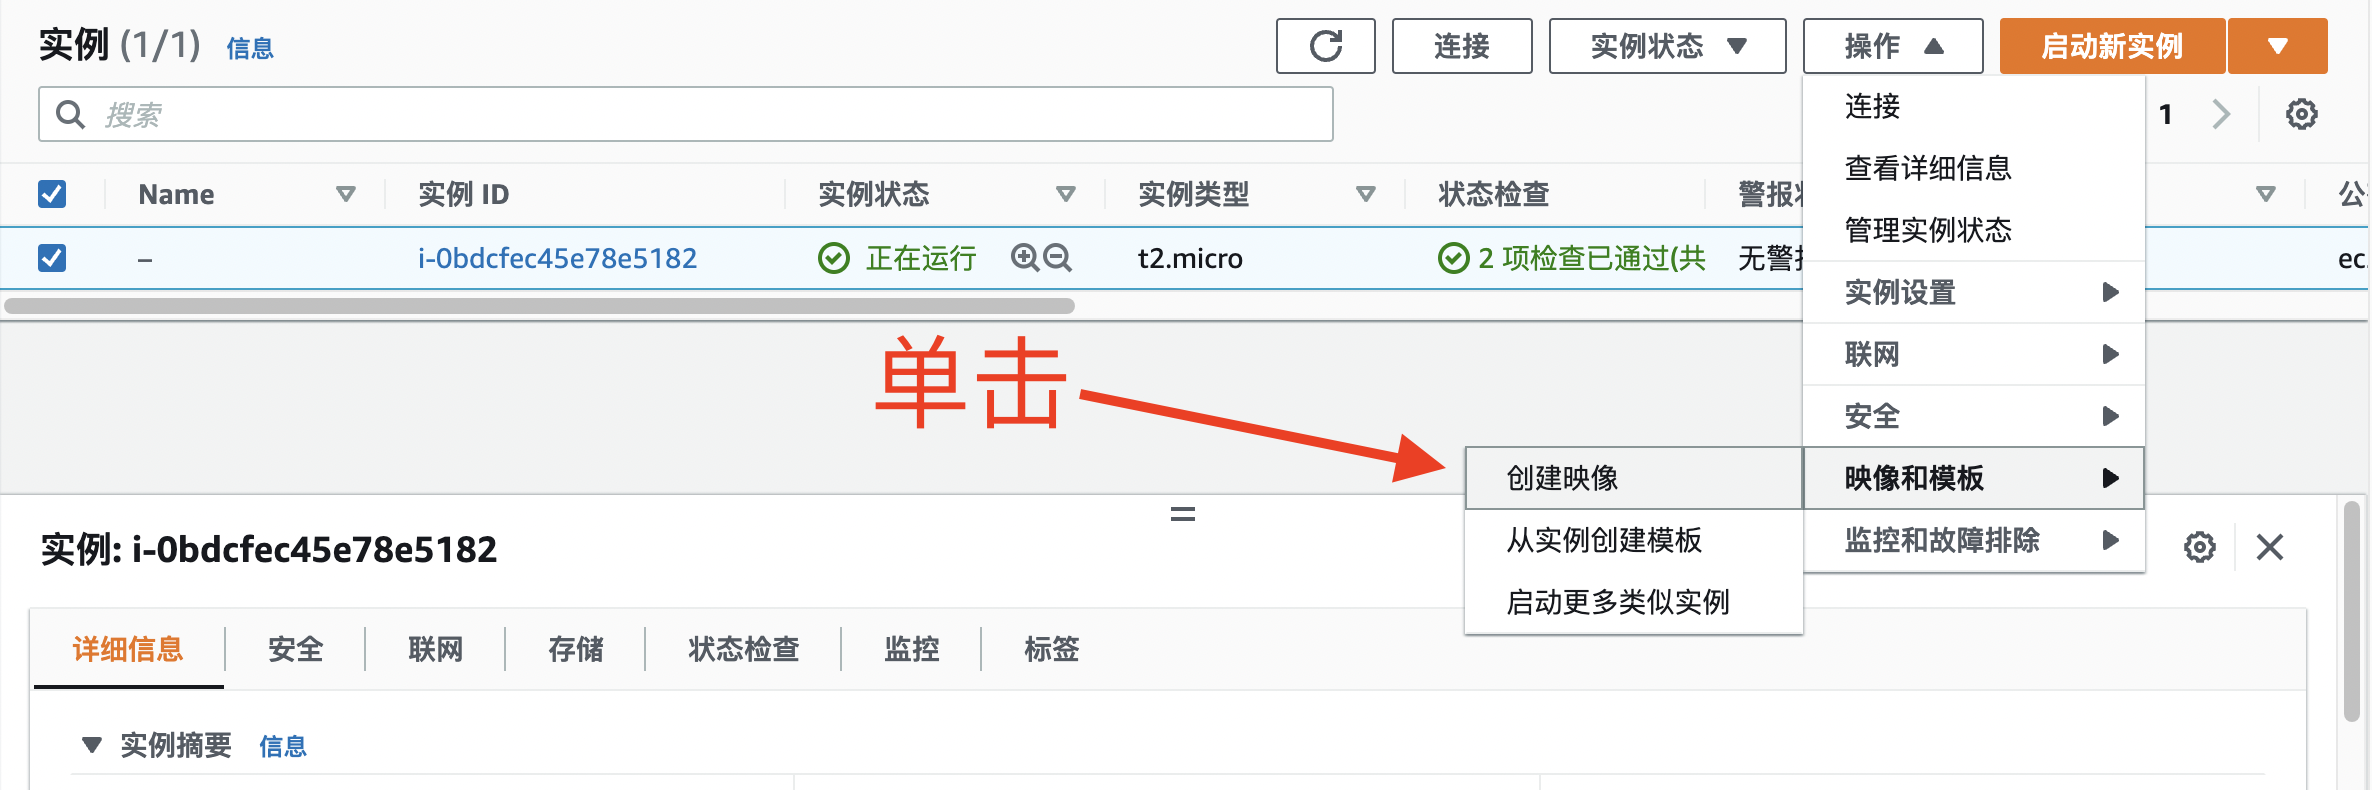 实例 (1/1) 信息
连接 实例状态 操作 启动新实例
搜索
1
Name 实例 ID 实例状态 实例类型 状态检查
– i-0bdcfec45e78e5182 正在运行 t2.micro 2 项检查已通过(共
连接
查看详细信息
管理实例状态
实例设置
联网
安全
映像和模板
监控和故障排除
单击
创建映像
从实例创建模板
启动更多类似实例
实例: i-0bdcfec45e78e5182
详细信息 安全 联网 存储 状态检查 监控 标签
实例摘要 信息